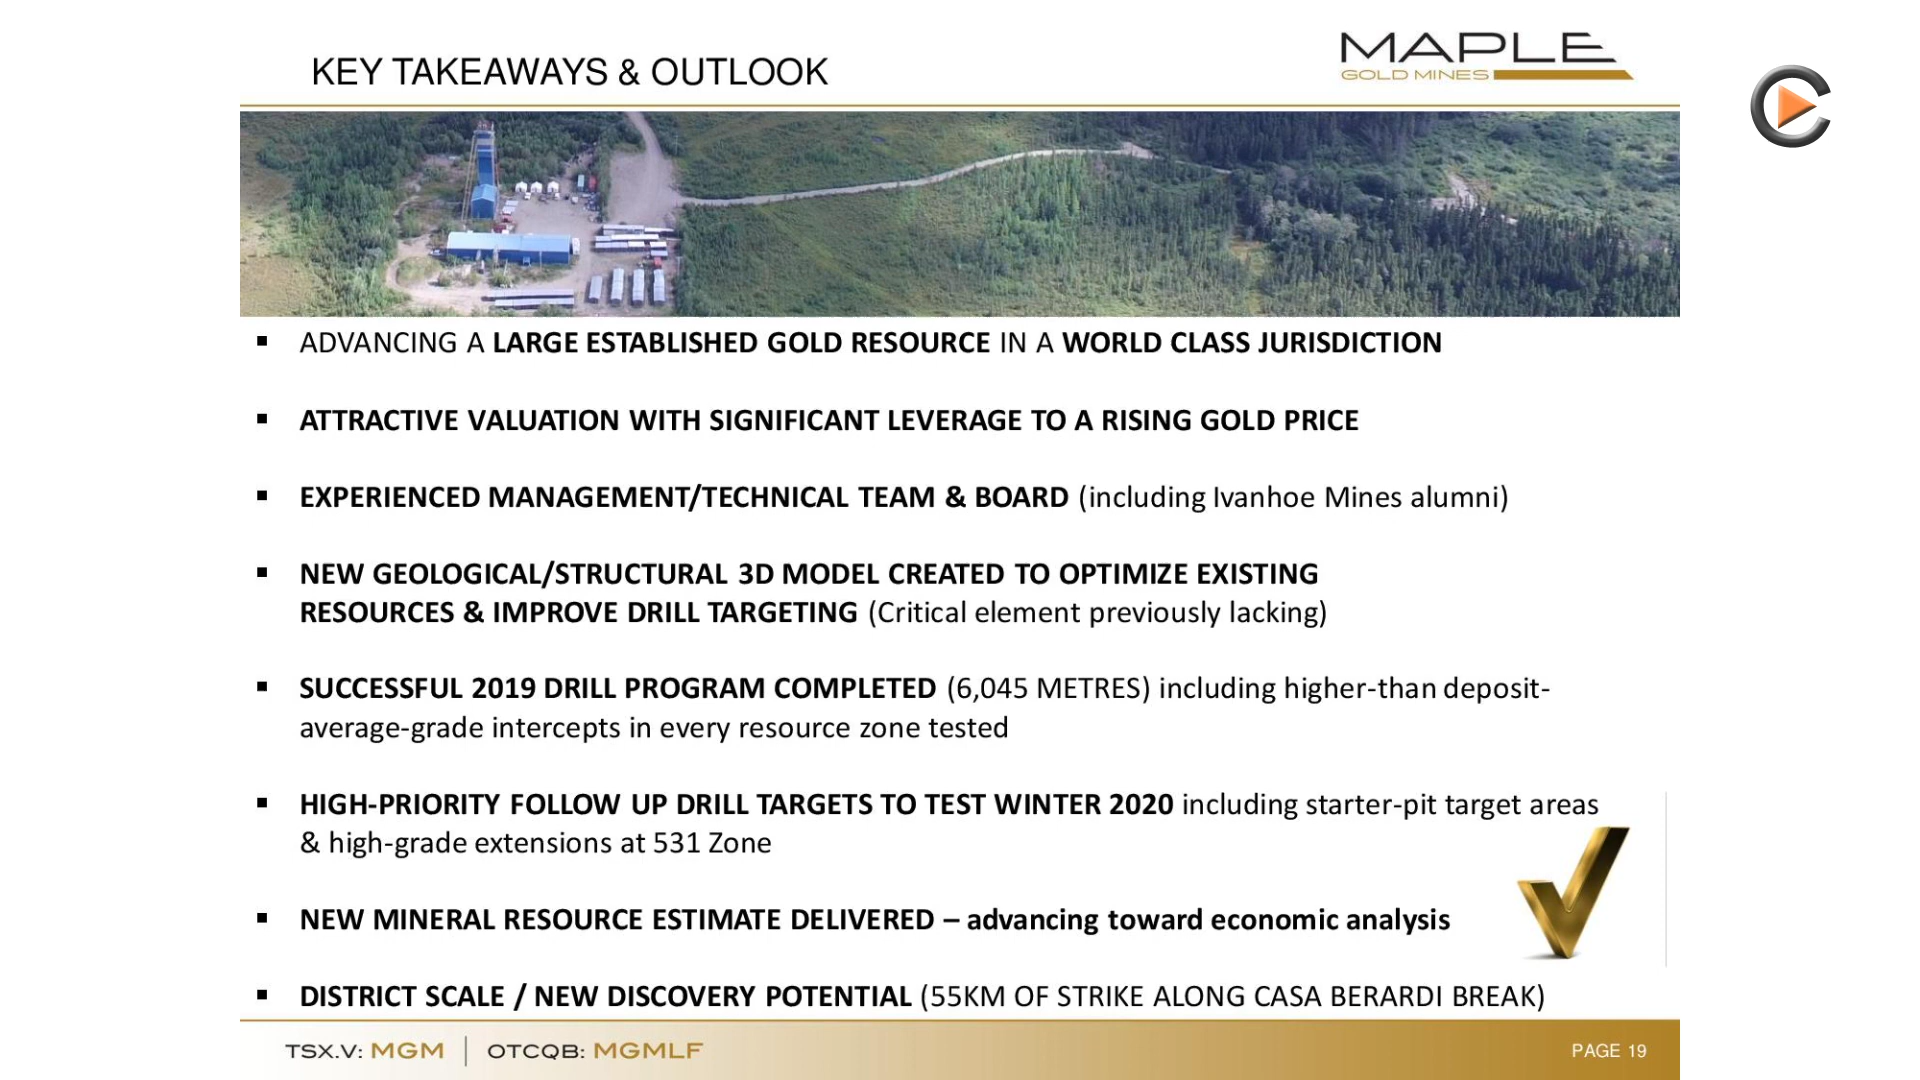 KEY TAKEAWAYS & OUTLOOK
MAPLE
GOLD MINES
▪ ADVANCING A LARGE ESTABLISHED GOLD RESOURCE IN A WORLD CLASS JURISDICTION
▪ ATTRACTIVE VALUATION WITH SIGNIFICANT LEVERAGE TO A RISING GOLD PRICE
▪ EXPERIENCED MANAGEMENT/TECHNICAL TEAM & BOARD (including Ivanhoe Mines alumni)
▪ NEW GEOLOGICAL/STRUCTURAL 3D MODEL CREATED TO OPTIMIZE EXISTING
RESOURCES & IMPROVE DRILL TARGETING (Critical element previously lacking)
▪ SUCCESSFUL 2019 DRILL PROGRAM COMPLETED (6,045 METRES) including higher-than deposit-
average-grade intercepts in every resource zone tested
▪ HIGH-PRIORITY FOLLOW UP DRILL TARGETS TO TEST WINTER 2020 including starter-pit target areas
& high-grade extensions at 531 Zone
▪ NEW MINERAL RESOURCE ESTIMATE DELIVERED – advancing toward economic analysis
▪ DISTRICT SCALE / NEW DISCOVERY POTENTIAL (55KM OF STRIKE ALONG CASA BERARDI BREAK)
TSX.V: MGM | OTCQB: MGMLF
PAGE 19